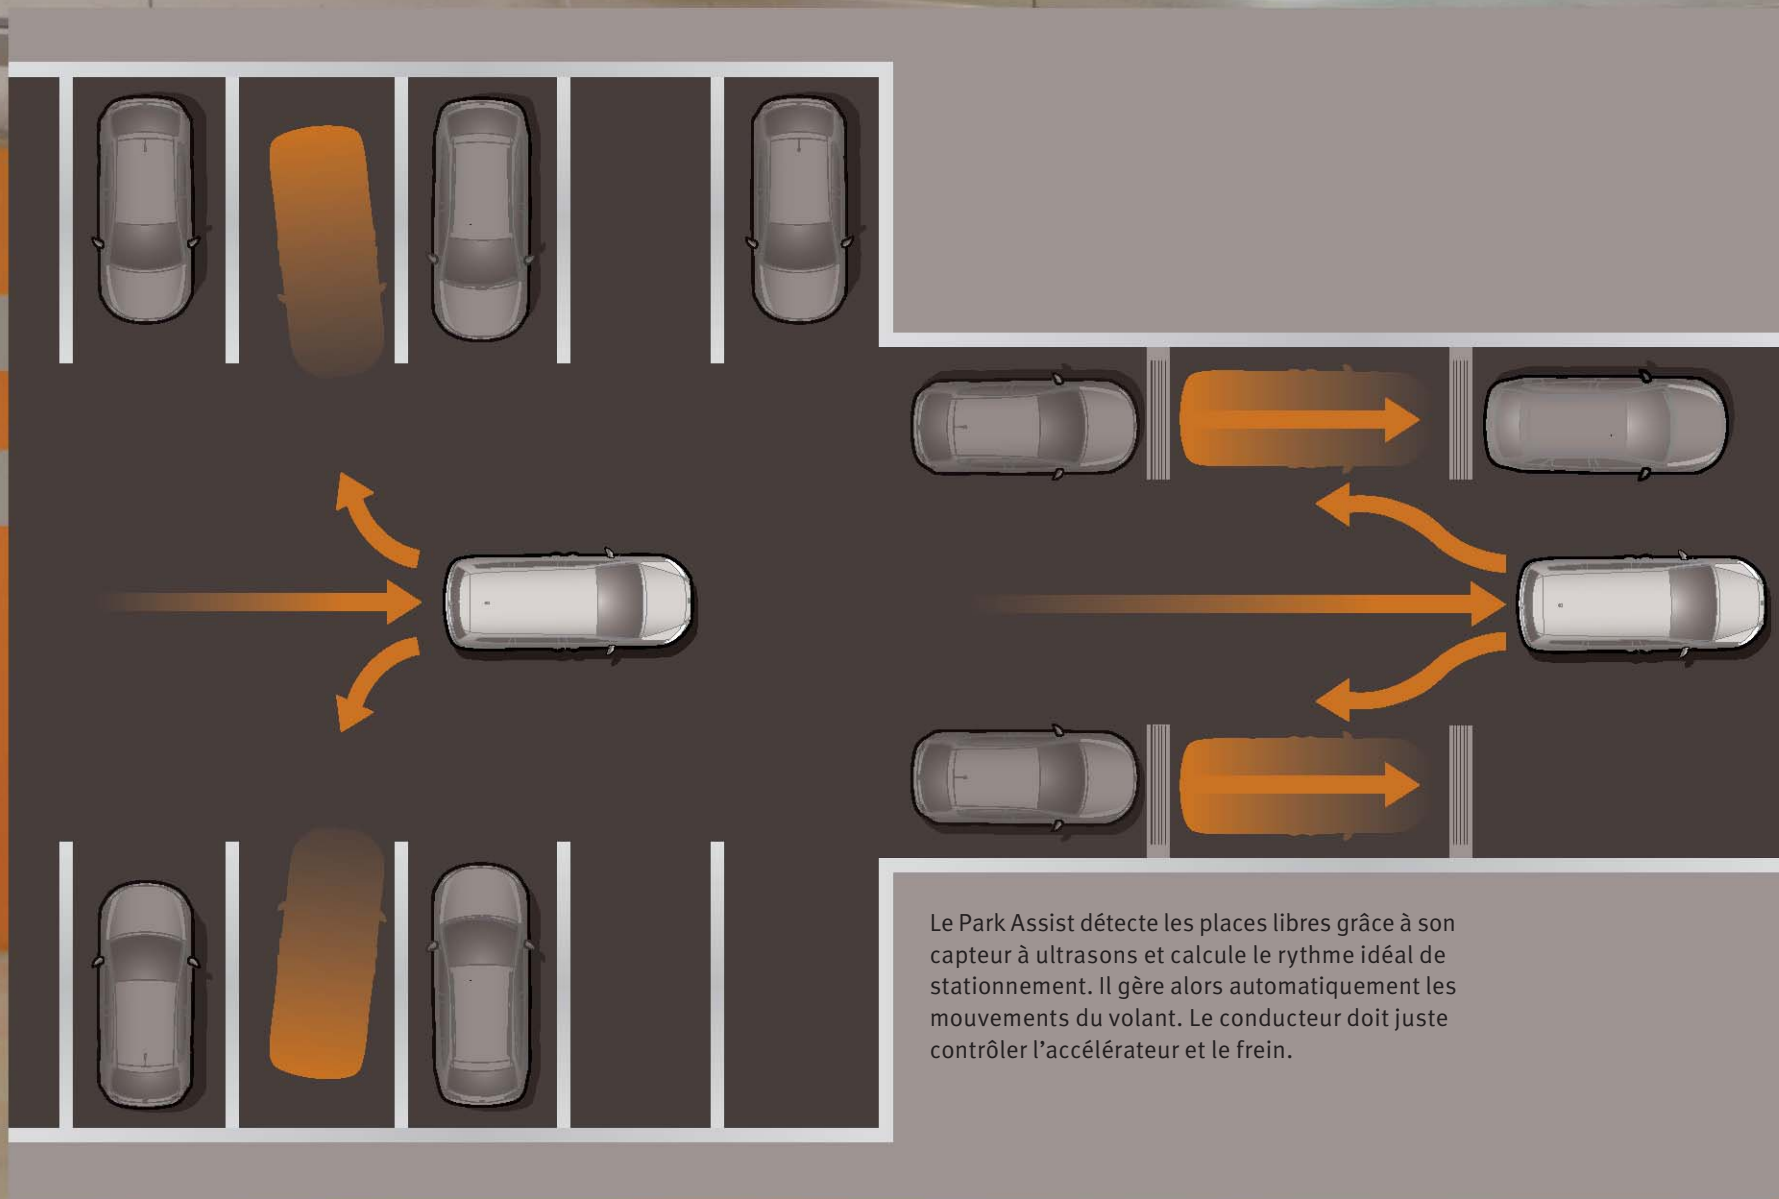 Le Park Assist détecte les places libres grâce à son
capteur à ultrasons et calcule le rythme idéal de
stationnement. Il gère alors automatiquement les
mouvements du volant. Le conducteur doit juste
contrôler l’accélérateur et le frein.